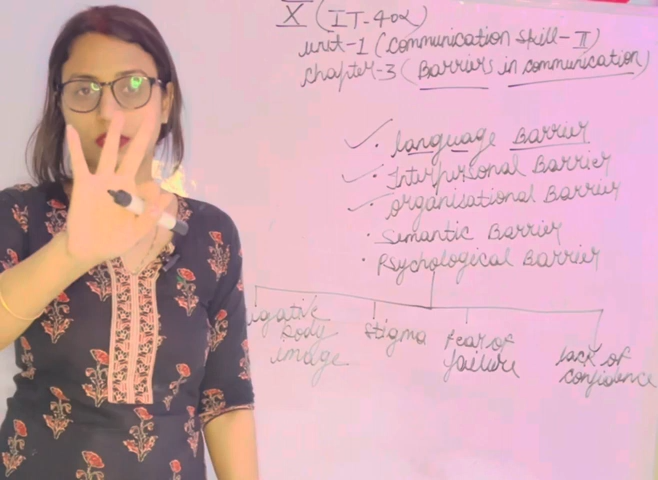 X (IT-402)
unit-1 (communication skill-II)
chapter-3 (Barriers in communication)
language Barrier
Interpersonal Barrier
organisational Barrier
Semantic Barrier
Psychological Barrier
igative body image
Stigma
Fear of failure
lack of confidence